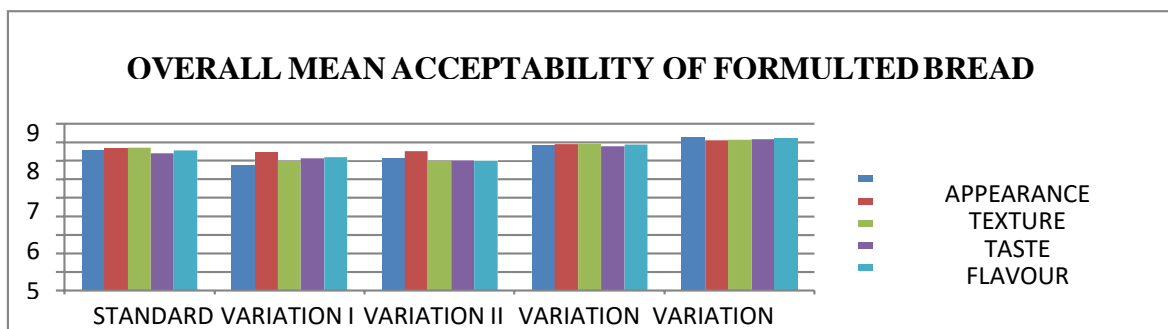 OVERALL MEAN ACCEPTABILITY OF FORMULTED BREAD
9
8
7
6
5
STANDARD VARIATION I VARIATION II VARIATION VARIATION
APPEARANCE
TEXTURE
TASTE
FLAVOUR